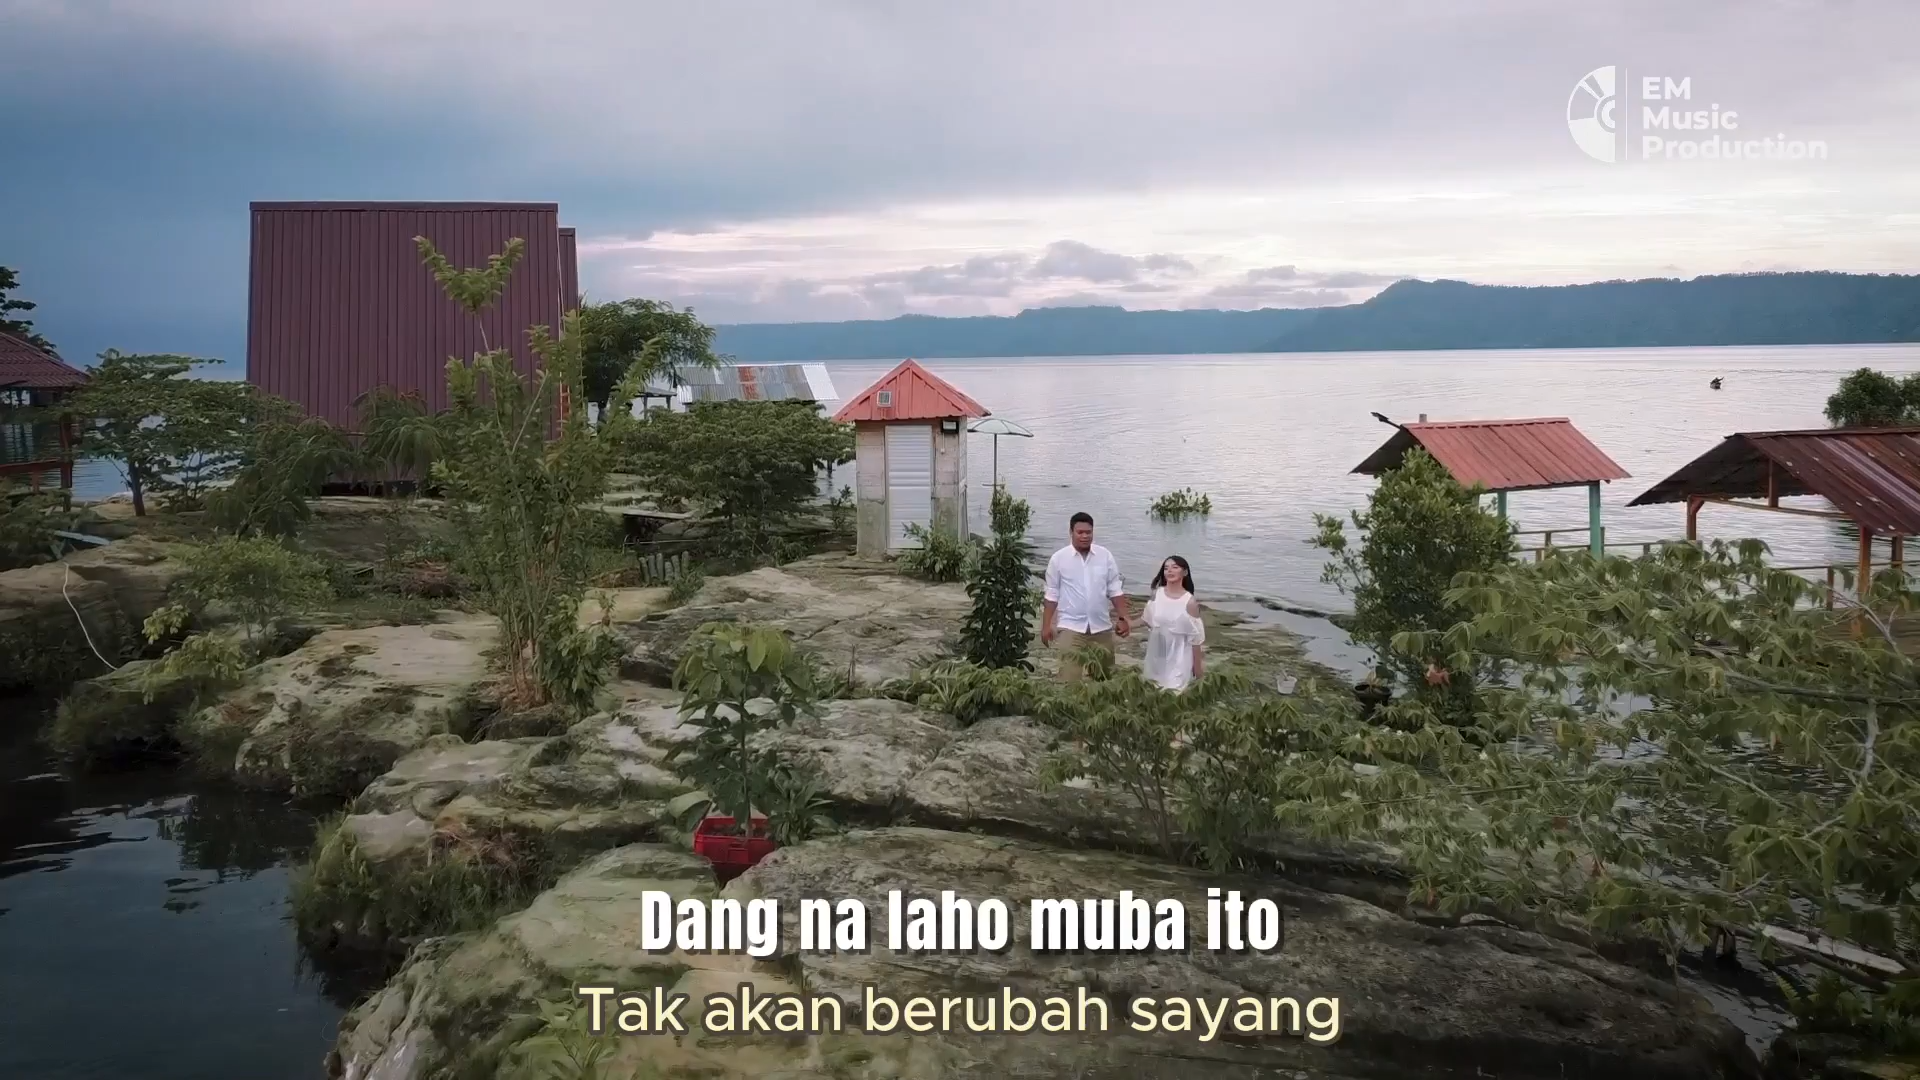 EM
Music
Production
Dang na laho muba ito
Tak akan berubah sayang